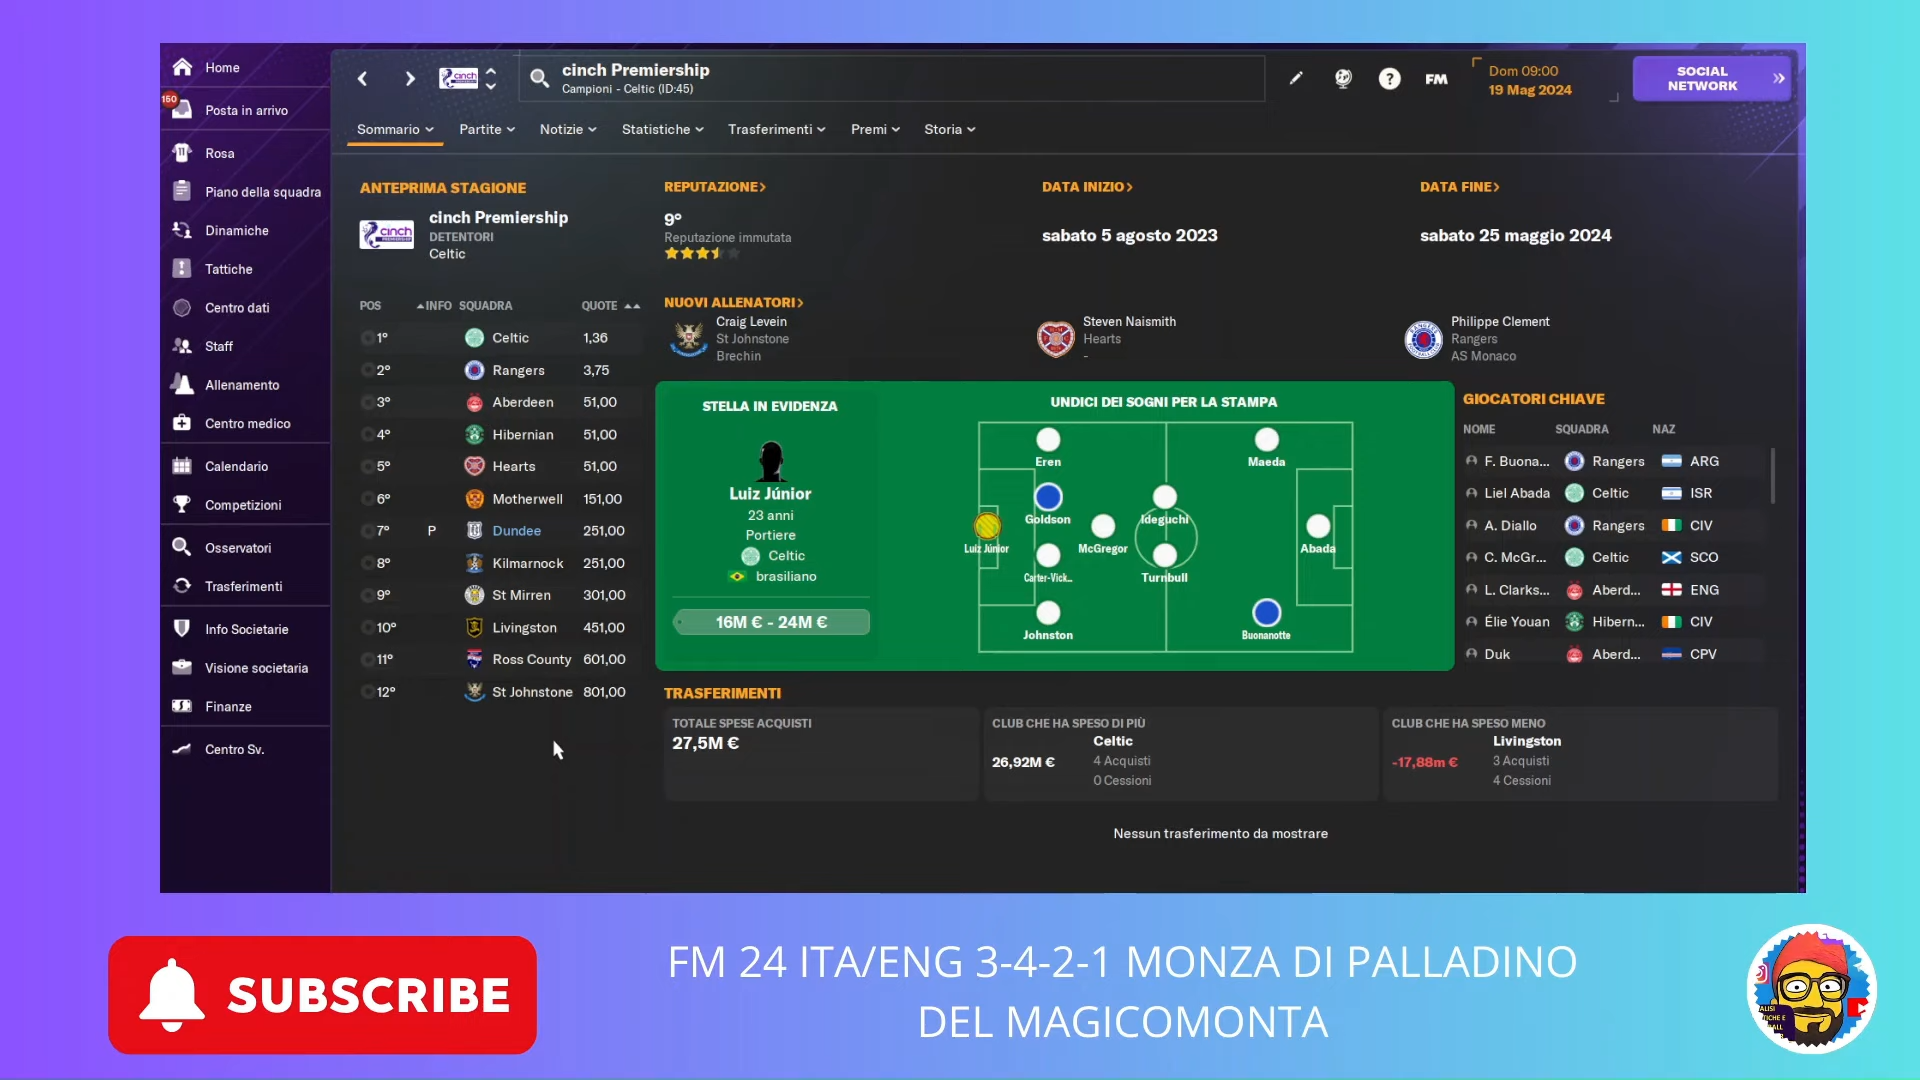 Home
150
Posta in arrivo
Rosa
Piano della squadra
Dinamiche
Tattiche
Centro dati
Staff
Allenamento
Centro medico
Calendario
Competizioni
Osservatori
Trasferimenti
Info Societarie
Visione societaria
Finanze
Centro Sv.
cinch
cinch Premiership
Campioni - Celtic (ID:45)
?
FM
Dom 09:00
19 Mag 2024
SOCIAL
NETWORK
Sommario Partite Notizie Statistiche Trasferimenti Premi Storia
ANTEPRIMA STAGIONE
cinch
PREMIERSHIP
cinch Premiership
DETENTORI
Celtic
REPUTAZIONE
9°
Reputazione immutata
DATA INIZIO
sabato 5 agosto 2023
DATA FINE
sabato 25 maggio 2024
POS INFO SQUADRA QUOTE
1° Celtic 1,36
2° Rangers 3,75
3° Aberdeen 51,00
4° Hibernian 51,00
5° Hearts 51,00
6° Motherwell 151,00
7° P Dundee 251,00
8° Kilmarnock 251,00
9° St Mirren 301,00
10° Livingston 451,00
11° Ross County 601,00
12° St Johnstone 801,00
NUOVI ALLENATORI
Craig Levein
St Johnstone
Brechin
Steven Naismith
Hearts
-
Philippe Clement
Rangers
AS Monaco
STELLA IN EVIDENZA
Luiz Júnior
23 anni
Portiere
Celtic
brasiliano
16M € - 24M €
UNDICI DEI SOGNI PER LA STAMPA
Eren
Maeda
Goldson
Ideguchi
Luiz Júnior
McGregor
Abada
Carter-Vick...
Turnbull
Johnston
Buonanotte
GIOCATORI CHIAVE
NOME SQUADRA NAZ
F. Buona... Rangers ARG
Liel Abada Celtic ISR
A. Diallo Rangers CIV
C. McGr... Celtic SCO
L. Clarks... Aberd... ENG
Élie Youan Hibern... CIV
Duk Aberd... CPV
TRASFERIMENTI
TOTALE SPESE ACQUISTI
27,5M €
CLUB CHE HA SPESO DI PIÙ
Celtic
26,92M €
4 Acquisti
0 Cessioni
CLUB CHE HA SPESO MENO
Livingston
-17,88m €
3 Acquisti
4 Cessioni
Nessun trasferimento da mostrare
SUBSCRIBE
FM 24 ITA/ENG 3-4-2-1 MONZA DI PALLADINO
DEL MAGICOMONTA